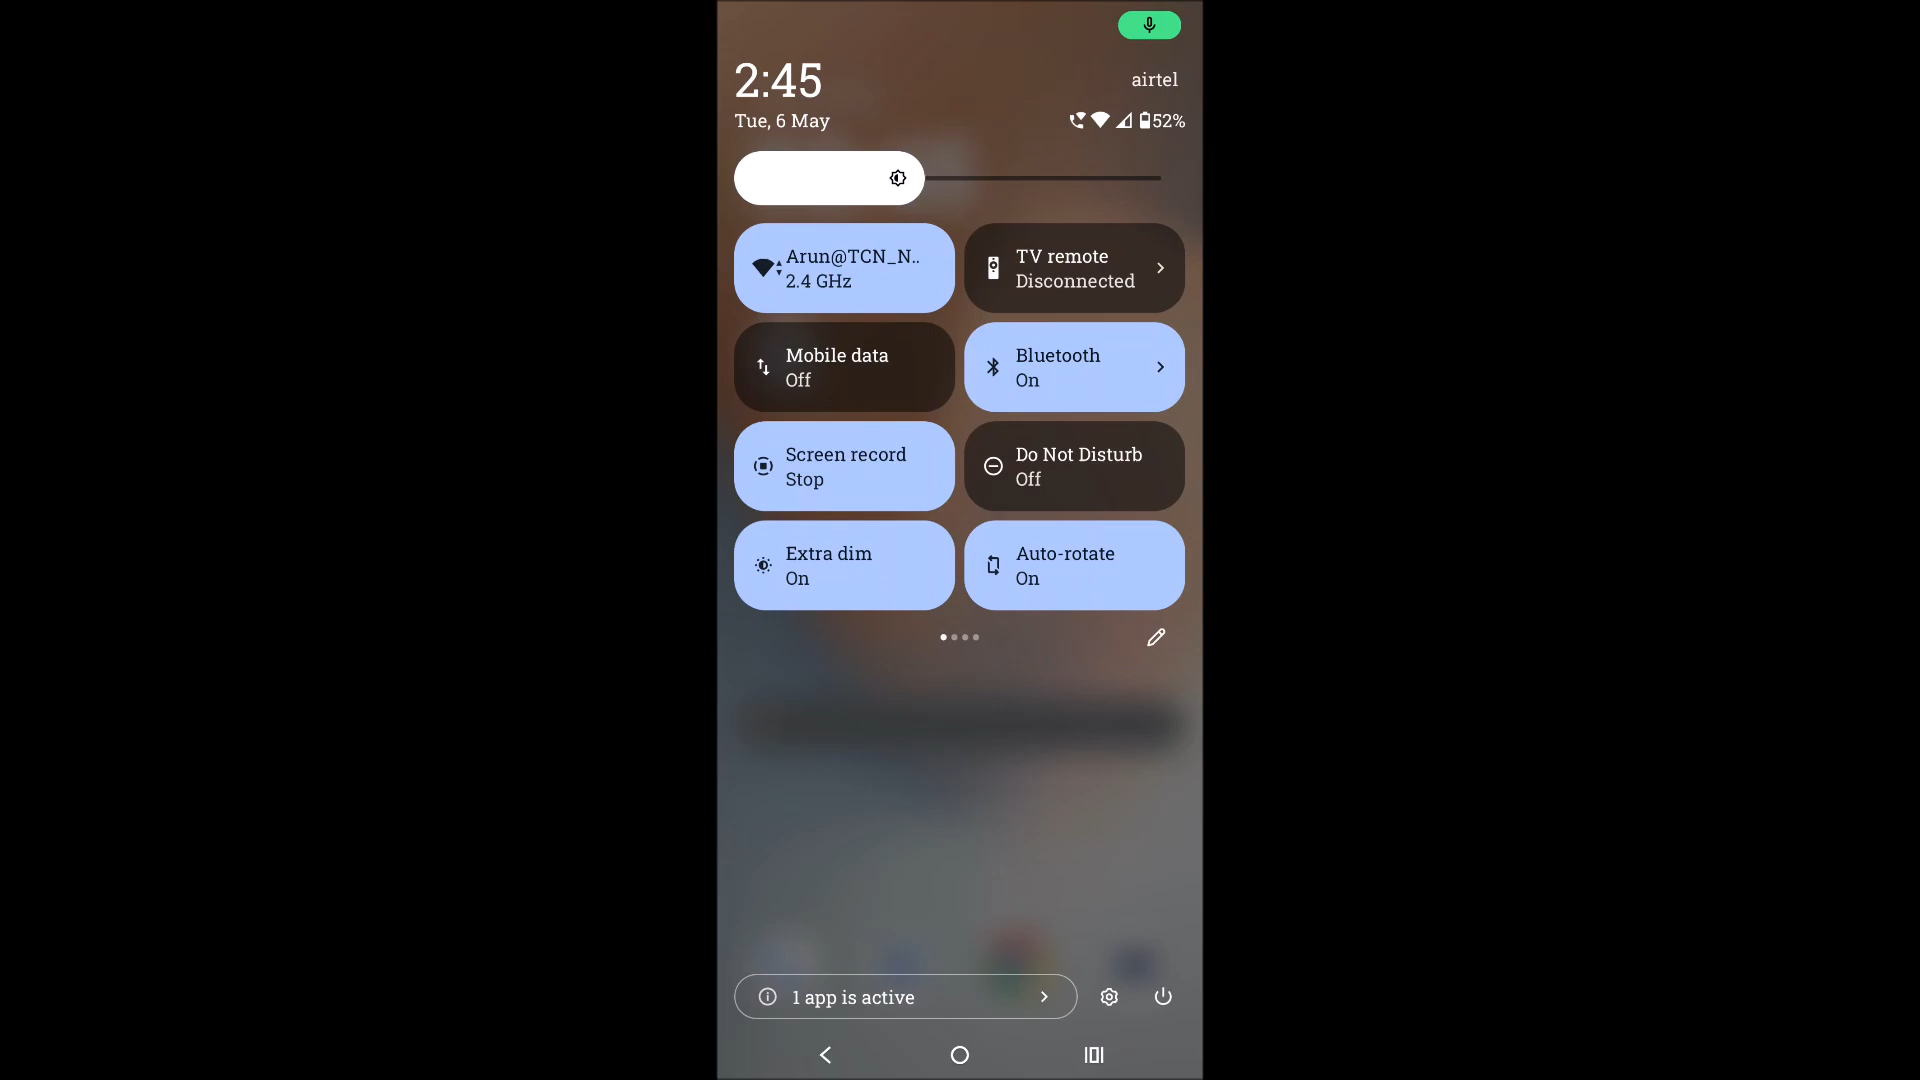 2:45
airtel
Tue, 6 May
52%
Arun@TCN_N..
2.4 GHz
TV remote
Disconnected
Mobile data
Off
Bluetooth
On
Screen record
Stop
Do Not Disturb
Off
Extra dim
On
Auto-rotate
On
1 app is active